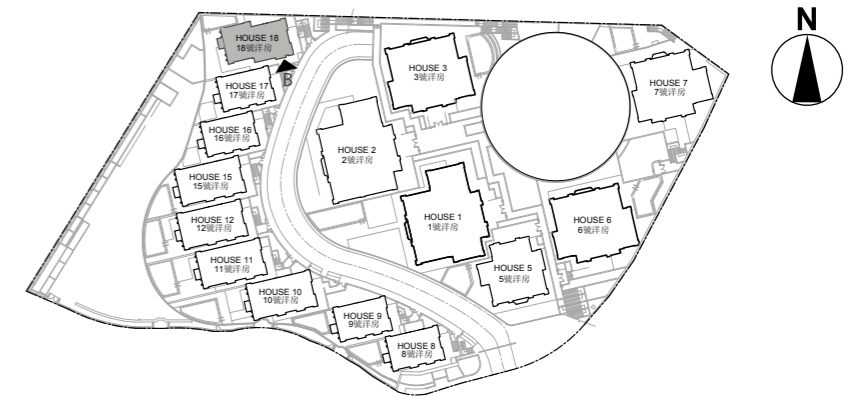 N
HOUSE 18
18號洋房
B
HOUSE 17
17號洋房
HOUSE 16
16號洋房
HOUSE 15
15號洋房
HOUSE 12
12號洋房
HOUSE 11
11號洋房
HOUSE 10
10號洋房
HOUSE 9
9號洋房
HOUSE 8
8號洋房
HOUSE 3
3號洋房
HOUSE 2
2號洋房
HOUSE 1
1號洋房
HOUSE 5
5號洋房
HOUSE 6
6號洋房
HOUSE 7
7號洋房